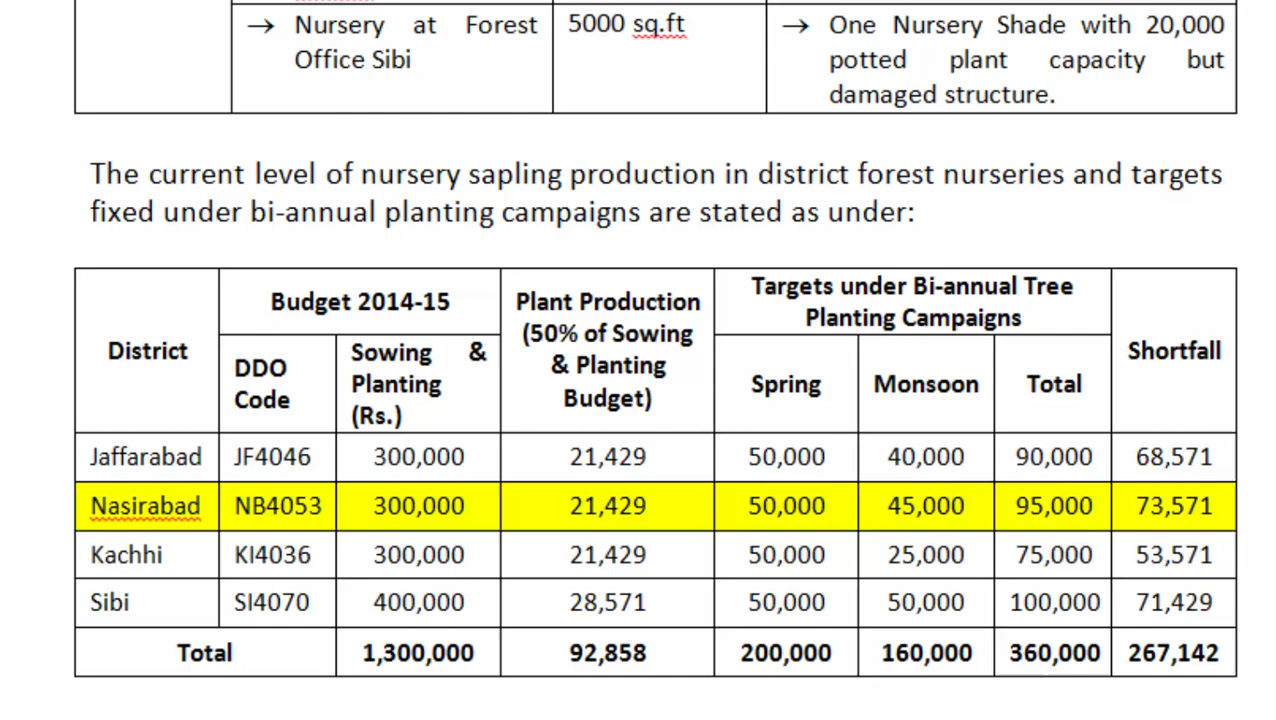 → Nursery at Forest 5000 sq.ft → One Nursery Shade with 20,000
Office Sibi potted plant capacity but
damaged structure.
The current level of nursery sapling production in district forest nurseries and targets
fixed under bi-annual planting campaigns are stated as under:
District
Budget 2014-15
DDO
Code
Sowing &
Planting
(Rs.)
Plant Production
(50% of Sowing
& Planting
Budget)
Targets under Bi-annual Tree
Planting Campaigns
Spring Monsoon Total
Shortfall
Jaffarabad JF4046 300,000 21,429 50,000 40,000 90,000 68,571
Nasirabad NB4053 300,000 21,429 50,000 45,000 95,000 73,571
Kachhi KI4036 300,000 21,429 50,000 25,000 75,000 53,571
Sibi SI4070 400,000 28,571 50,000 50,000 100,000 71,429
Total 1,300,000 92,858 200,000 160,000 360,000 267,142